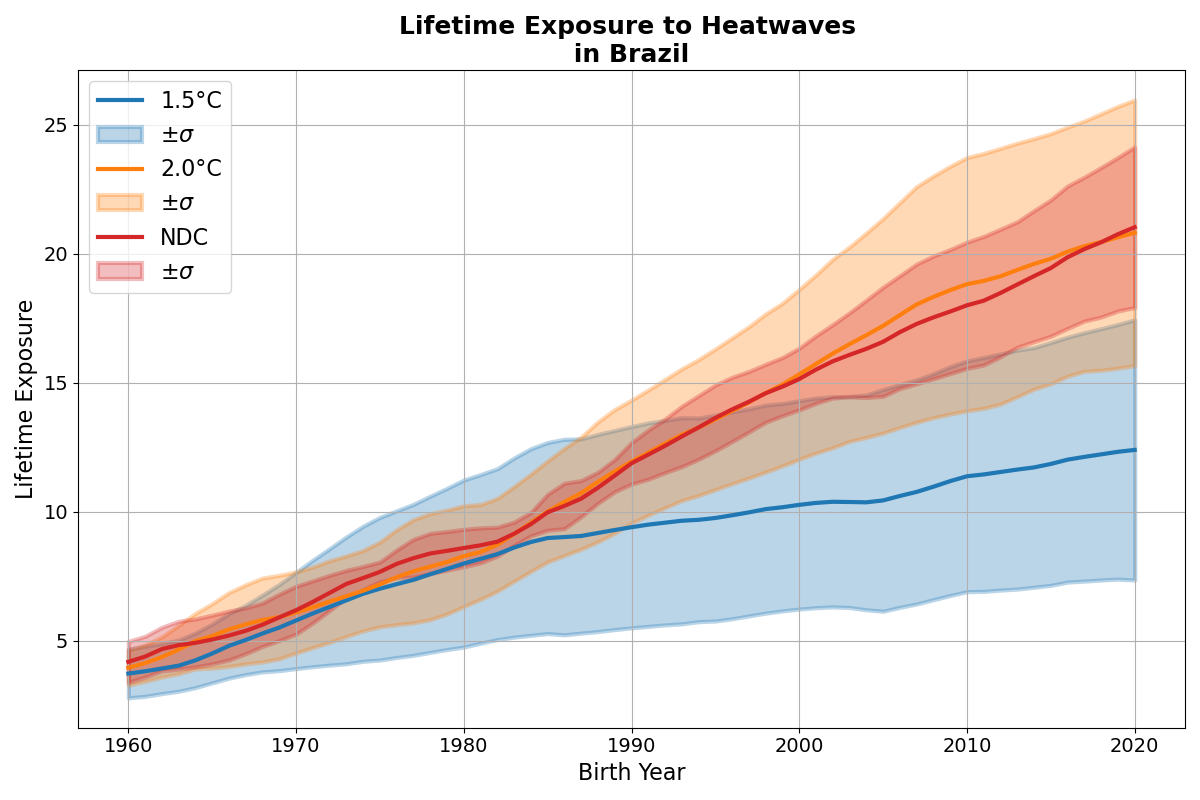 Lifetime Exposure to Heatwaves
in Brazil
1.5°C
±σ
2.0°C
±σ
NDC
±σ
Lifetime Exposure
25
20
15
10
5
1960 1970 1980 1990 2000 2010 2020
Birth Year